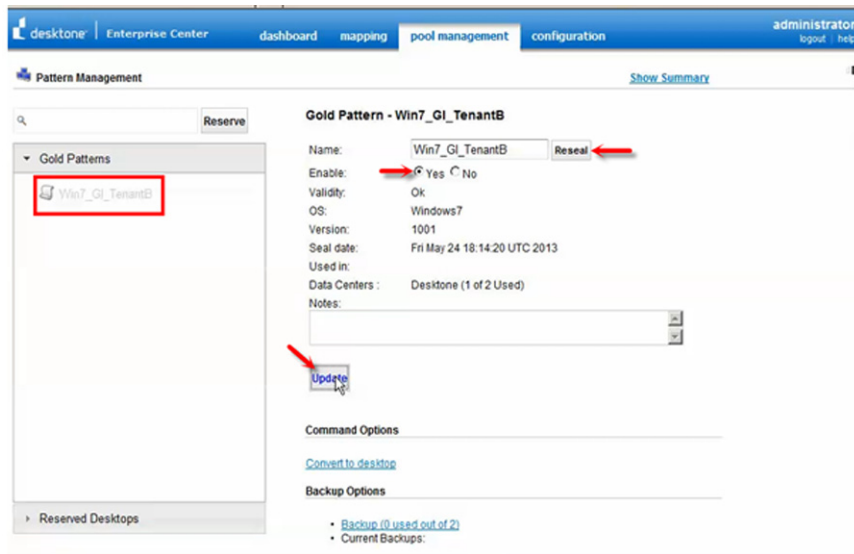 desktone | Enterprise Center dashboard mapping pool management configuration administrator
logout | help
Pattern Management Show Summary
Reserve
Gold Patterns
Win7_GI_TenantB
Reserved Desktops
Gold Pattern - Win7_GI_TenantB
Name: Win7_GI_TenantB Reseal
Enable: Yes No
Validity: Ok
OS: Windows7
Version: 1001
Seal date: Fri May 24 18:14:20 UTC 2013
Used in:
Data Centers : Desktone (1 of 2 Used)
Notes:
Update
Command Options
Convert to desktop
Backup Options
• Backup (0 used out of 2)
• Current Backups: